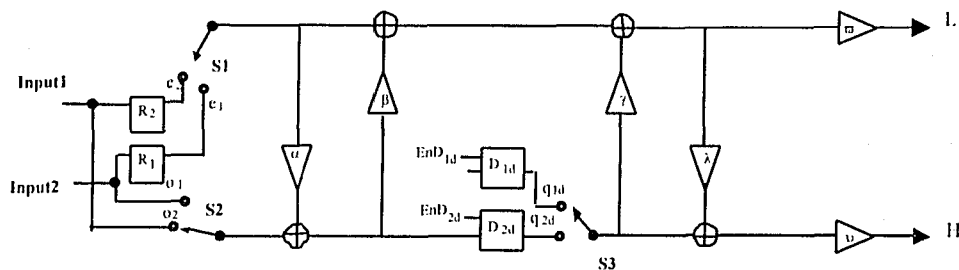 L
S1
Input1
e2
e1
R2
β
ϖ
γ
R1
α
EnD1d
D1d
λ
Input2
o1
q1d
S2
o2
EnD2d
D2d
q2d
S3
υ
H